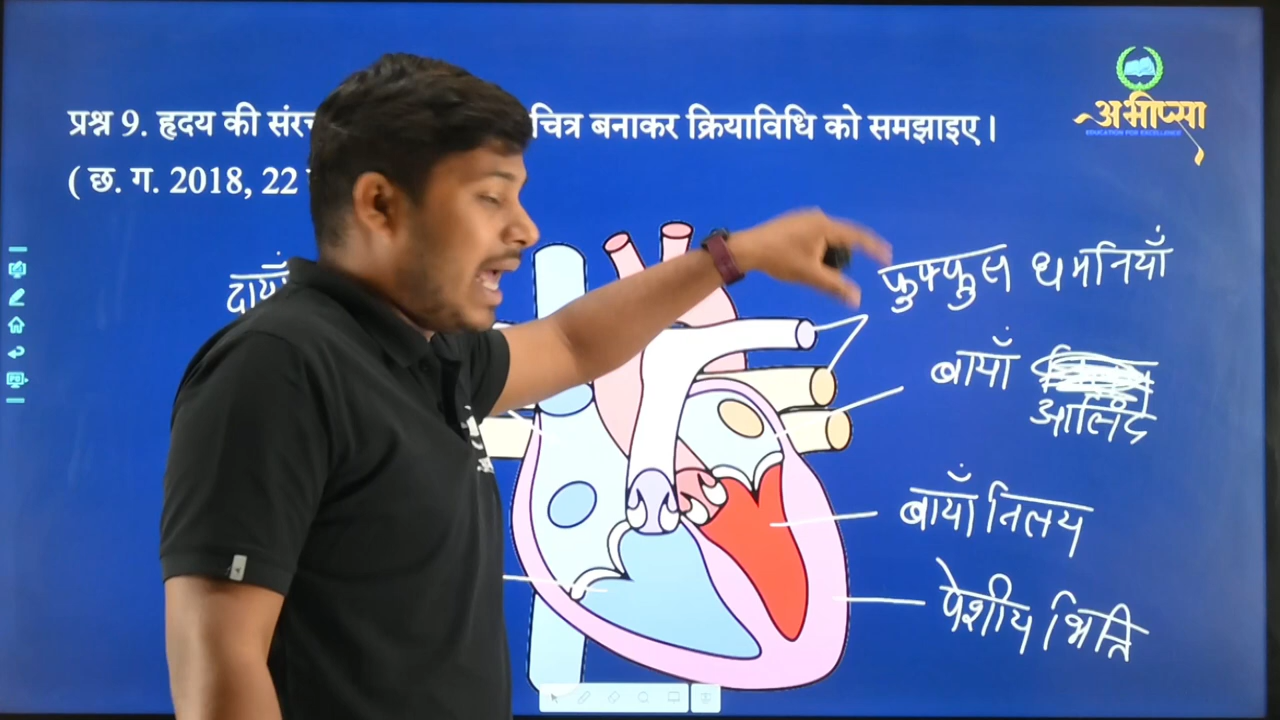 प्रश्न 9. हृदय की चित्र बनाकर क्रियाविधि को समझाइए।
( छ. ग. 2018, 22
अभीप्सा
EDUCATION FOR EXCELLENCE
फुफ्फुस धमनियाँ
बायाँ
आलिंद
बायाँ निलय
पेशीय भित्ति